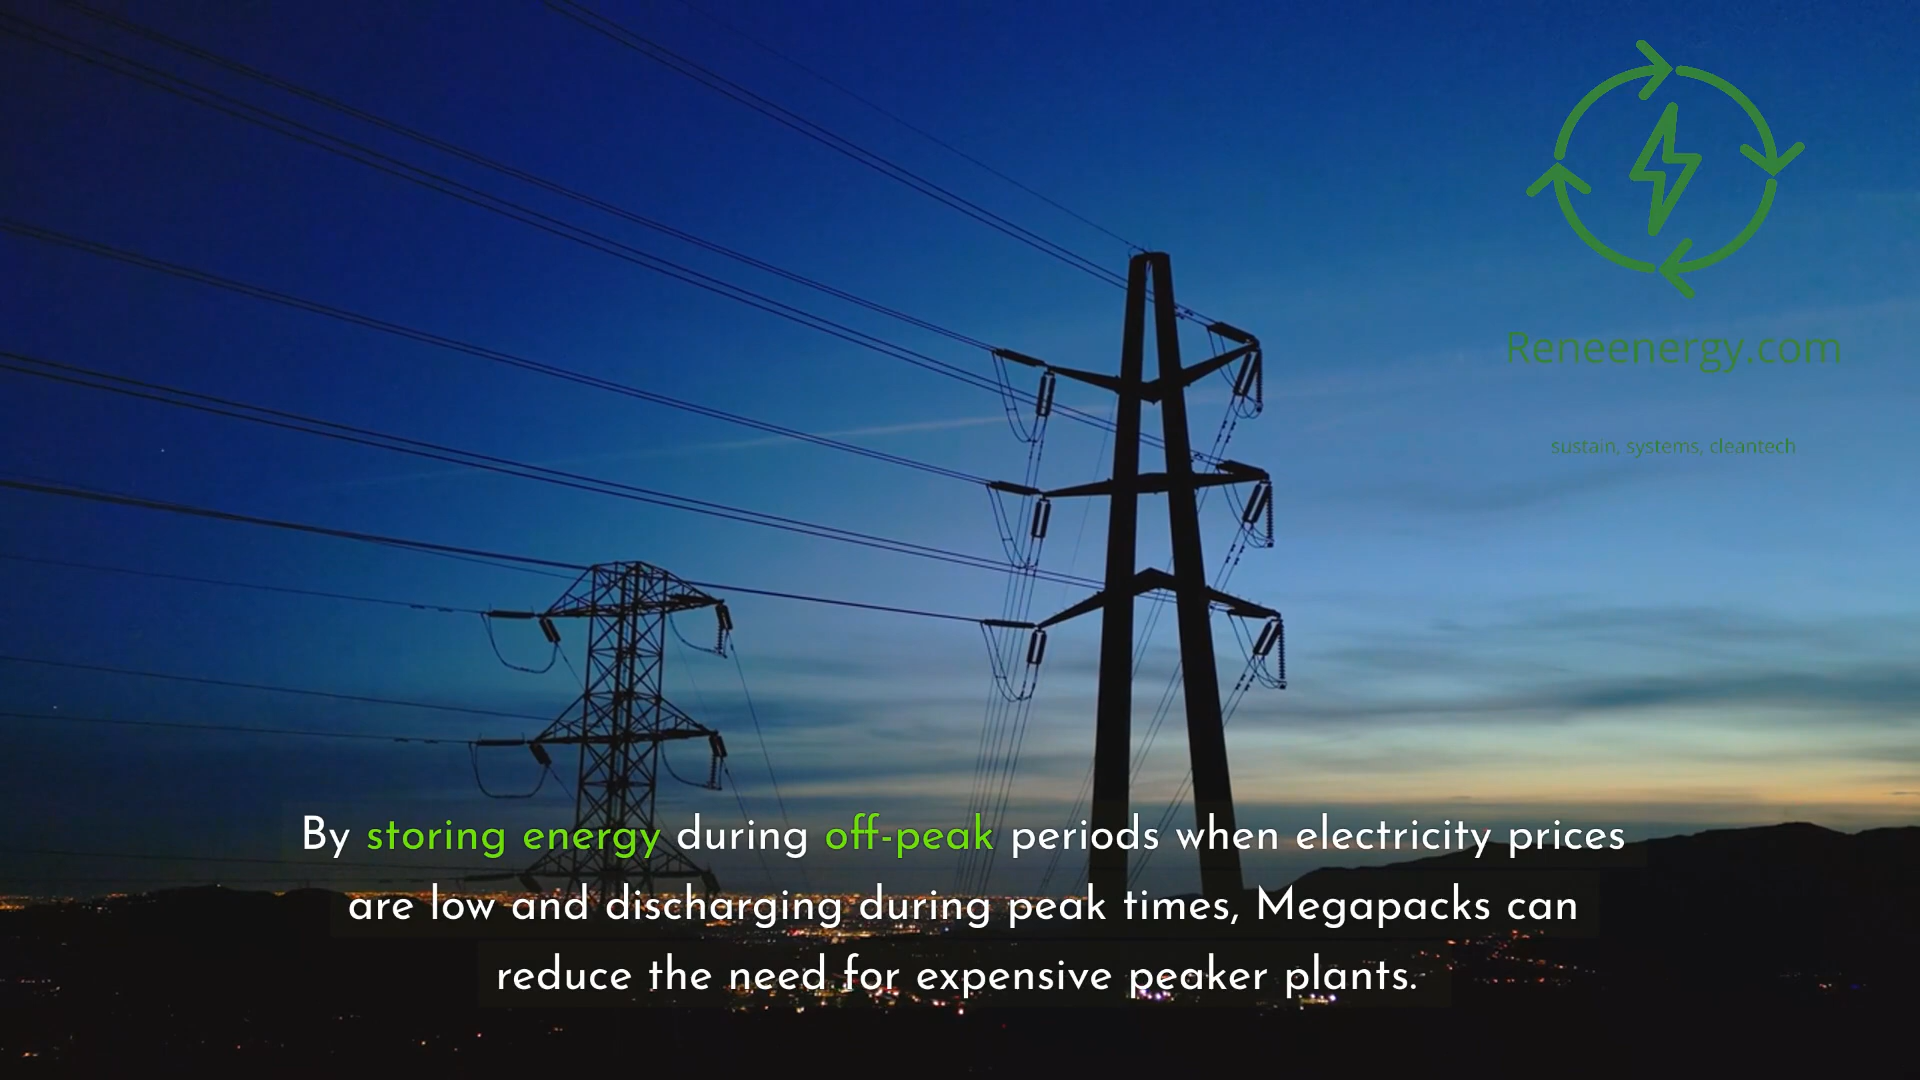 Reneenergy.com
sustain, systems, cleantech
By storing energy during off-peak periods when electricity prices
are low and discharging during peak times, Megapacks can
reduce the need for expensive peaker plants.